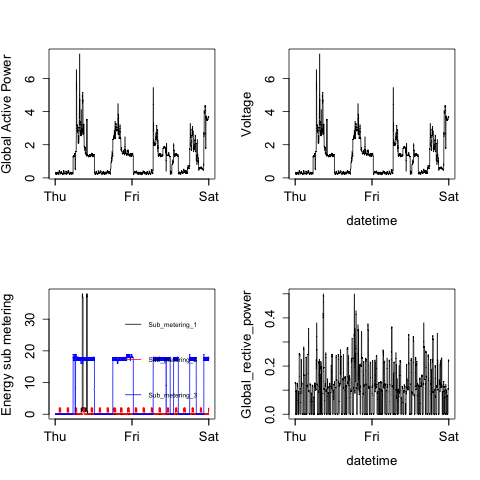 Global Active Power
0
2
4
6
Thu
Fri
Sat
Voltage
0
2
4
6
Thu
Fri
Sat
datetime
Energy sub metering
0
10
20
30
Thu
Fri
Sat
Sub_metering_1
Sub_metering_2
Sub_metering_3
Global_rective_power
0.0
0.2
0.4
Thu
Fri
Sat
datetime